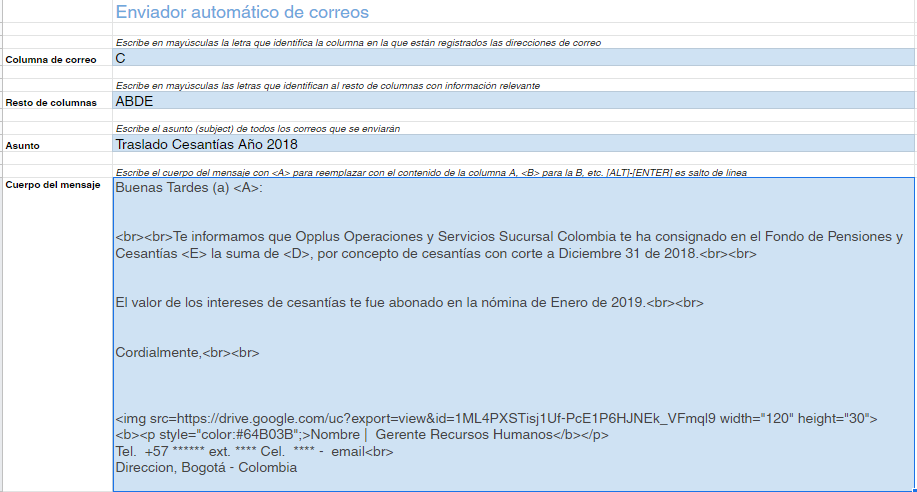 Enviador automático de correos
Escribe en mayúsculas la letra que identifica la columna en la que están registrados las direcciones de correo
Columna de correo C
Escribe en mayúsculas las letras que identifican al resto de columnas con información relevante
Resto de columnas ABDE
Escribe el asunto (subject) de todos los correos que se enviarán
Asunto Traslado Cesantías Año 2018
Escribe el cuerpo del mensaje con <A> para reemplazar con el contenido de la columna A, <B> para la B, etc. [ALT]-[ENTER] es salto de línea
Cuerpo del mensaje Buenas Tardes (a) <A>:
<br><br>Te informamos que Opplus Operaciones y Servicios Sucursal Colombia te ha consignado en el Fondo de Pensiones y
Cesantías <E> la suma de <D>, por concepto de cesantías con corte a Diciembre 31 de 2018.<br><br>
El valor de los intereses de cesantías te fue abonado en la nómina de Enero de 2019.<br><br>
Cordialmente,<br><br>
<img src=https://drive.google.com/uc?export=view&id=1ML4PXSTisj1Uf-PcE1P6HJNEk_VFmql9 width="120" height="30">
<b><p style="color:#64B03B";>Nombre | Gerente Recursos Humanos</b></p>
Tel. +57 ****** ext. **** Cel. **** - email<br>
Direccion, Bogotá - Colombia